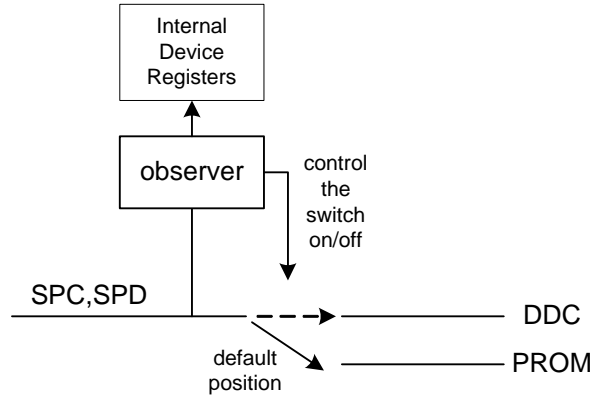 Internal
Device
Registers
observer
control
the
switch
on/off
SPC,SPD
DDC
default
position
PROM